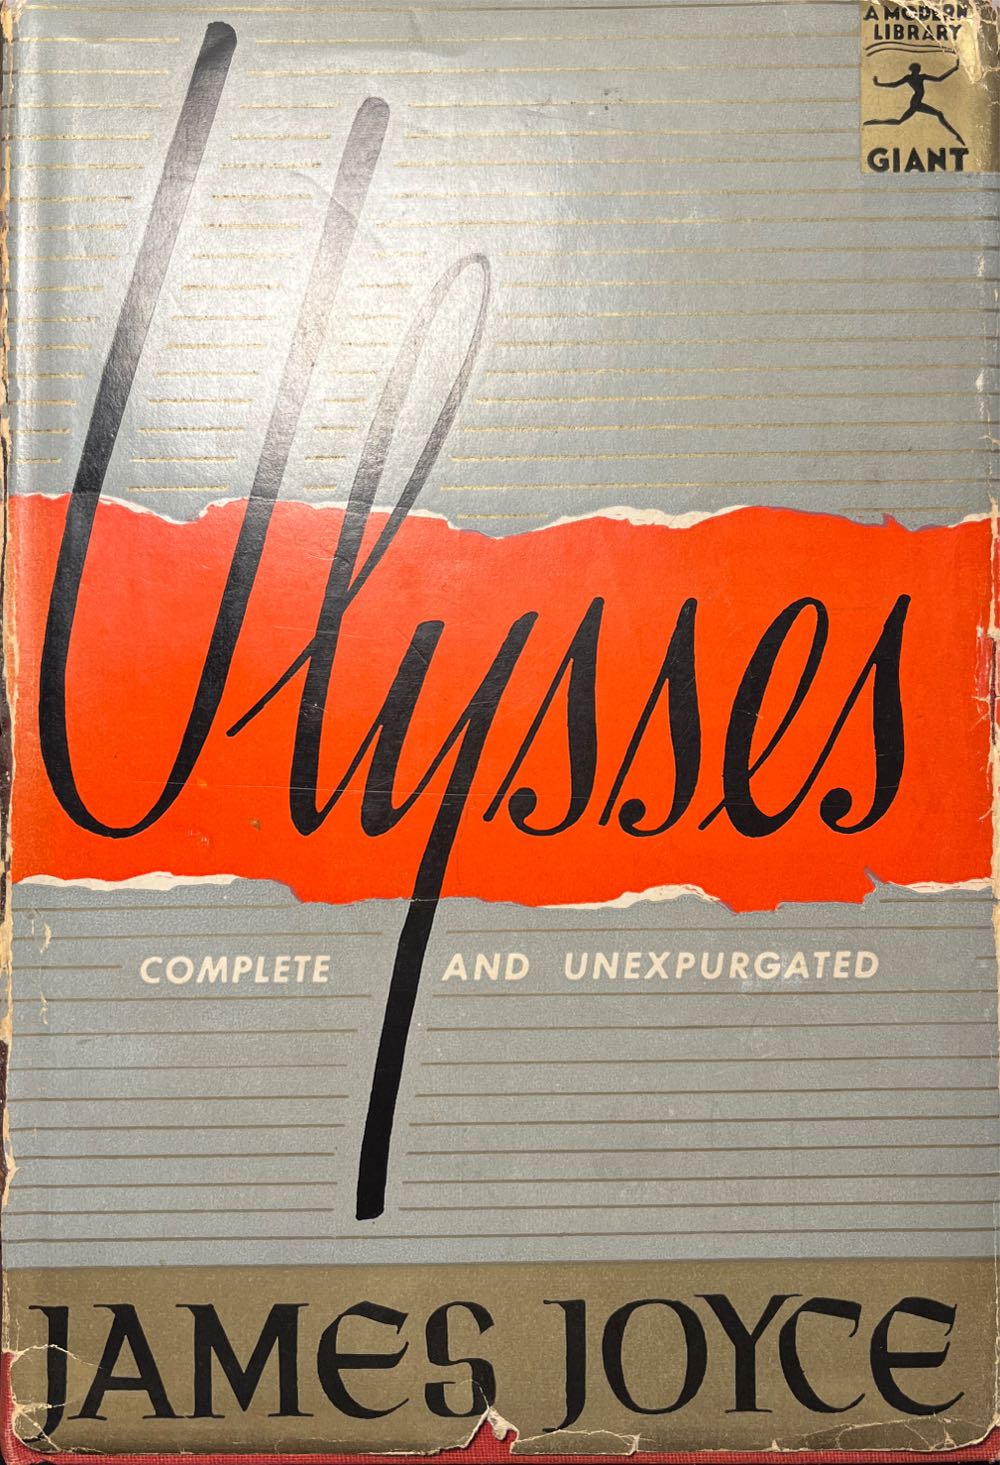 A MODERN
LIBRARY
GIANT
Ulysses
COMPLETE AND UNEXPURGATED
JAMES JOYCE